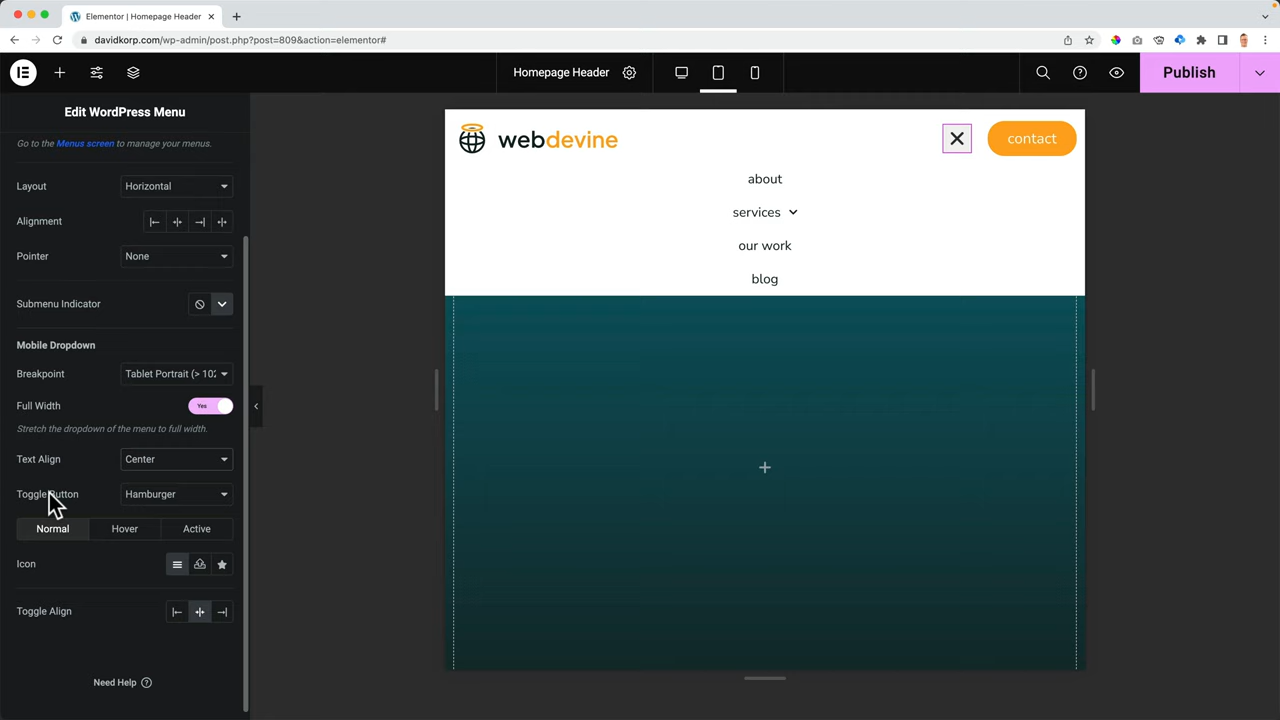 Elementor | Homepage Header
davidkorp.com/wp-admin/post.php?post=809&action=elementor#
Homepage Header
Publish
Edit WordPress Menu
Go to the Menus screen to manage your menus.
Layout
Horizontal
Alignment
Pointer
None
Submenu Indicator
Mobile Dropdown
Breakpoint
Tablet Portrait (> 102
Full Width
Yes
Stretch the dropdown of the menu to full width.
Text Align
Center
Toggle Button
Hamburger
Normal
Hover
Active
Icon
Toggle Align
Need Help
webdevine
contact
about
services
our work
blog